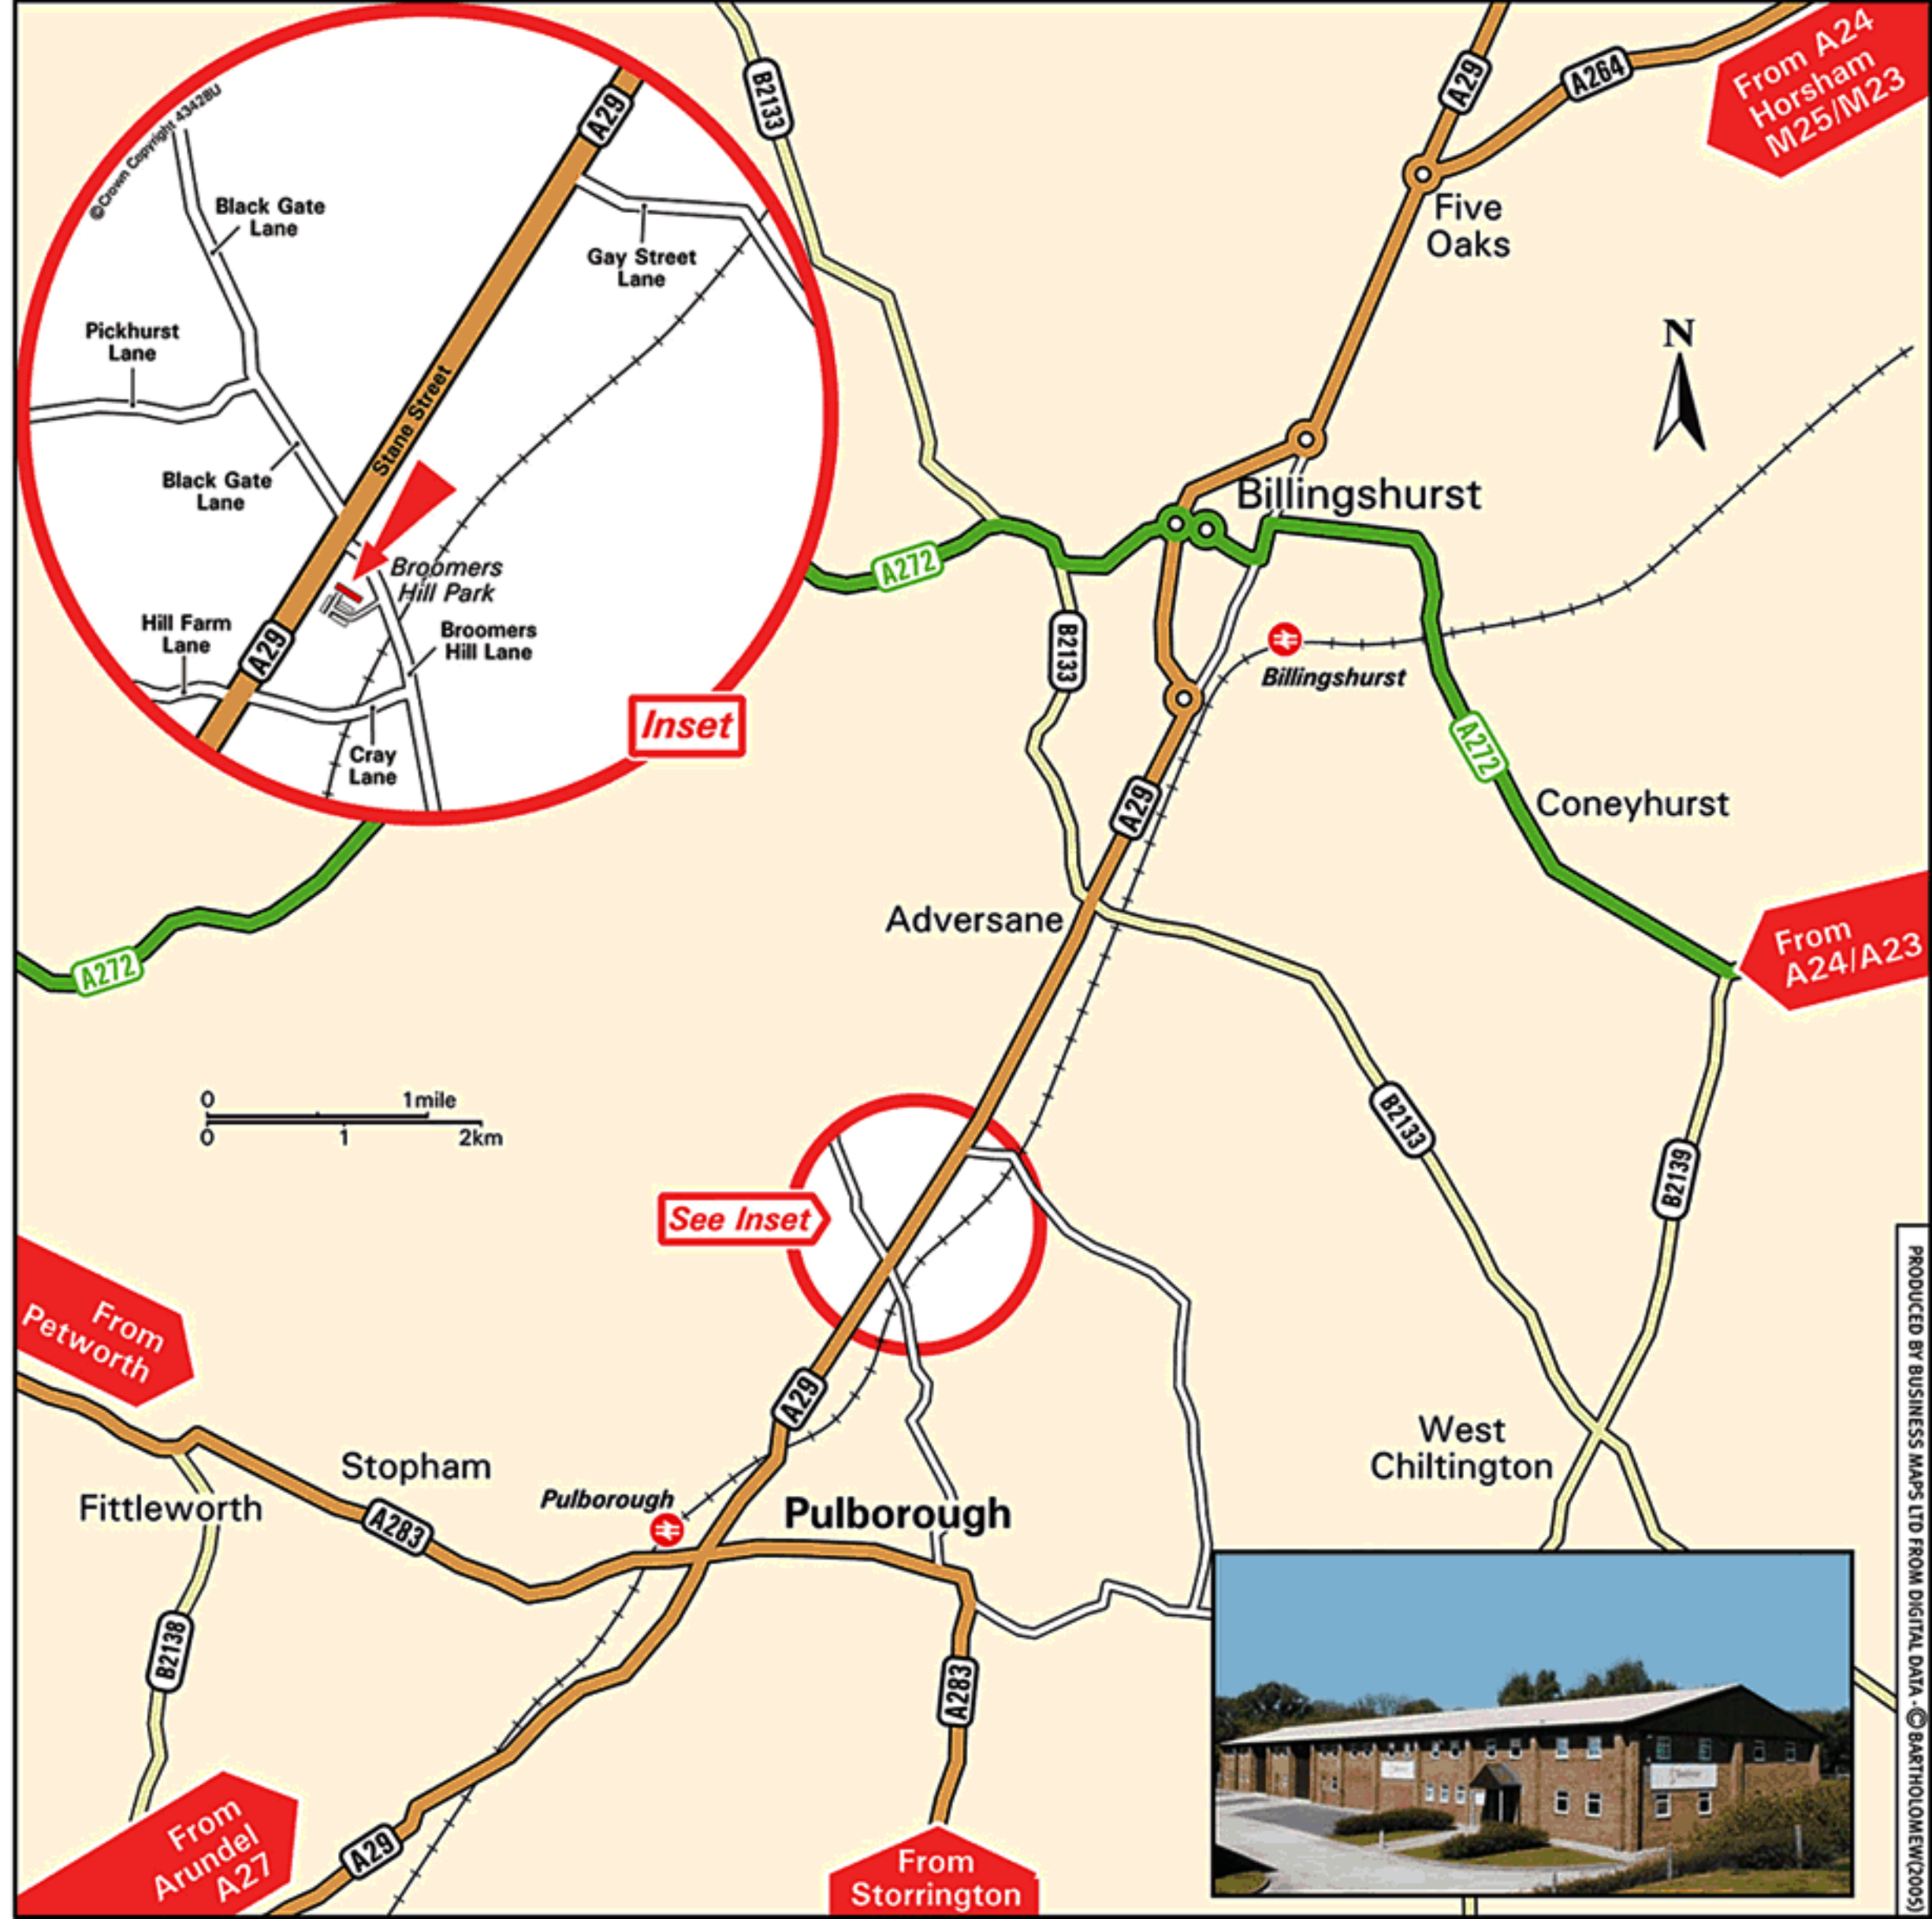 ©Crown Copyright 43428U
Black Gate
Lane
Pickhurst
Lane
Black Gate
Lane
Hill Farm
Lane
A29
Stane Street
A29
Gay Street
Lane
Broomers
Hill Park
Broomers
Hill Lane
Cray
Lane
Inset
B2133
A29
A264
From A24
Horsham
M25/M23
Five
Oaks
N
Billingshurst
A272
B2133
Billingshurst
A272
Coneyhurst
A29
Adversane
From
A24/A23
A272
0
1 mile
0
1
2km
See Inset
B2133
B2139
From
Petworth
A29
West
Chiltington
Stopham
Fittleworth
A283
Pulborough
Pulborough
B2138
A283
From
Arundel
A27
A29
From
Storrington
PRODUCED BY BUSINESS MAPS LTD FROM DIGITAL DATA - © BARTHOLOMEW(2005)